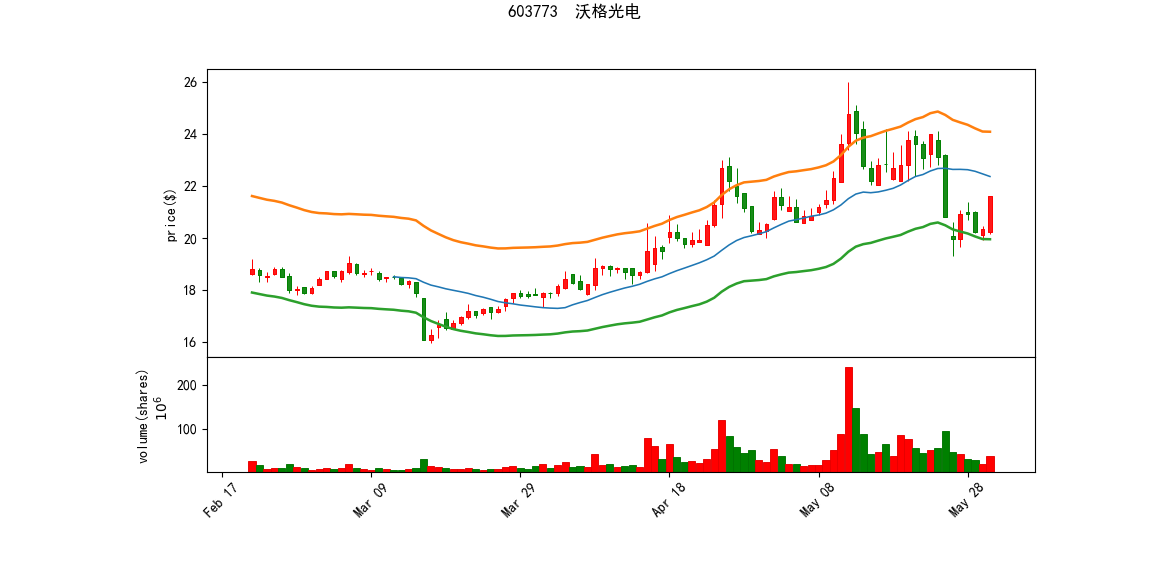 603773 沃格光电
price($)
26
24
22
20
18
16
volume(shares)
10^6
200
100
Feb 17
Mar 09
Mar 29
Apr 18
May 08
May 28